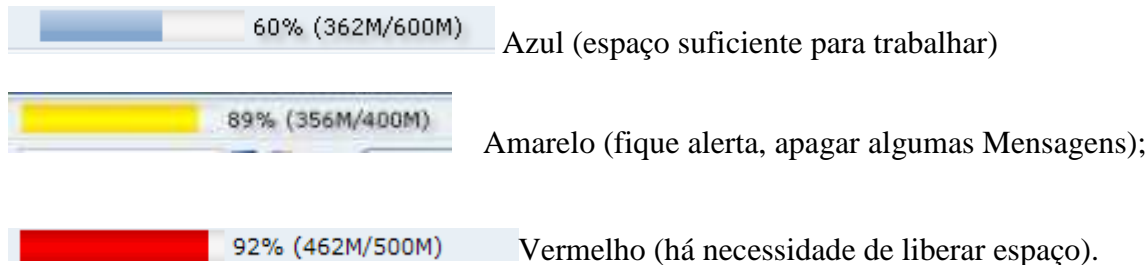 60% (362M/600M) Azul (espaço suficiente para trabalhar)
89% (356M/400M) Amarelo (fique alerta, apagar algumas Mensagens);
92% (462M/500M) Vermelho (há necessidade de liberar espaço).